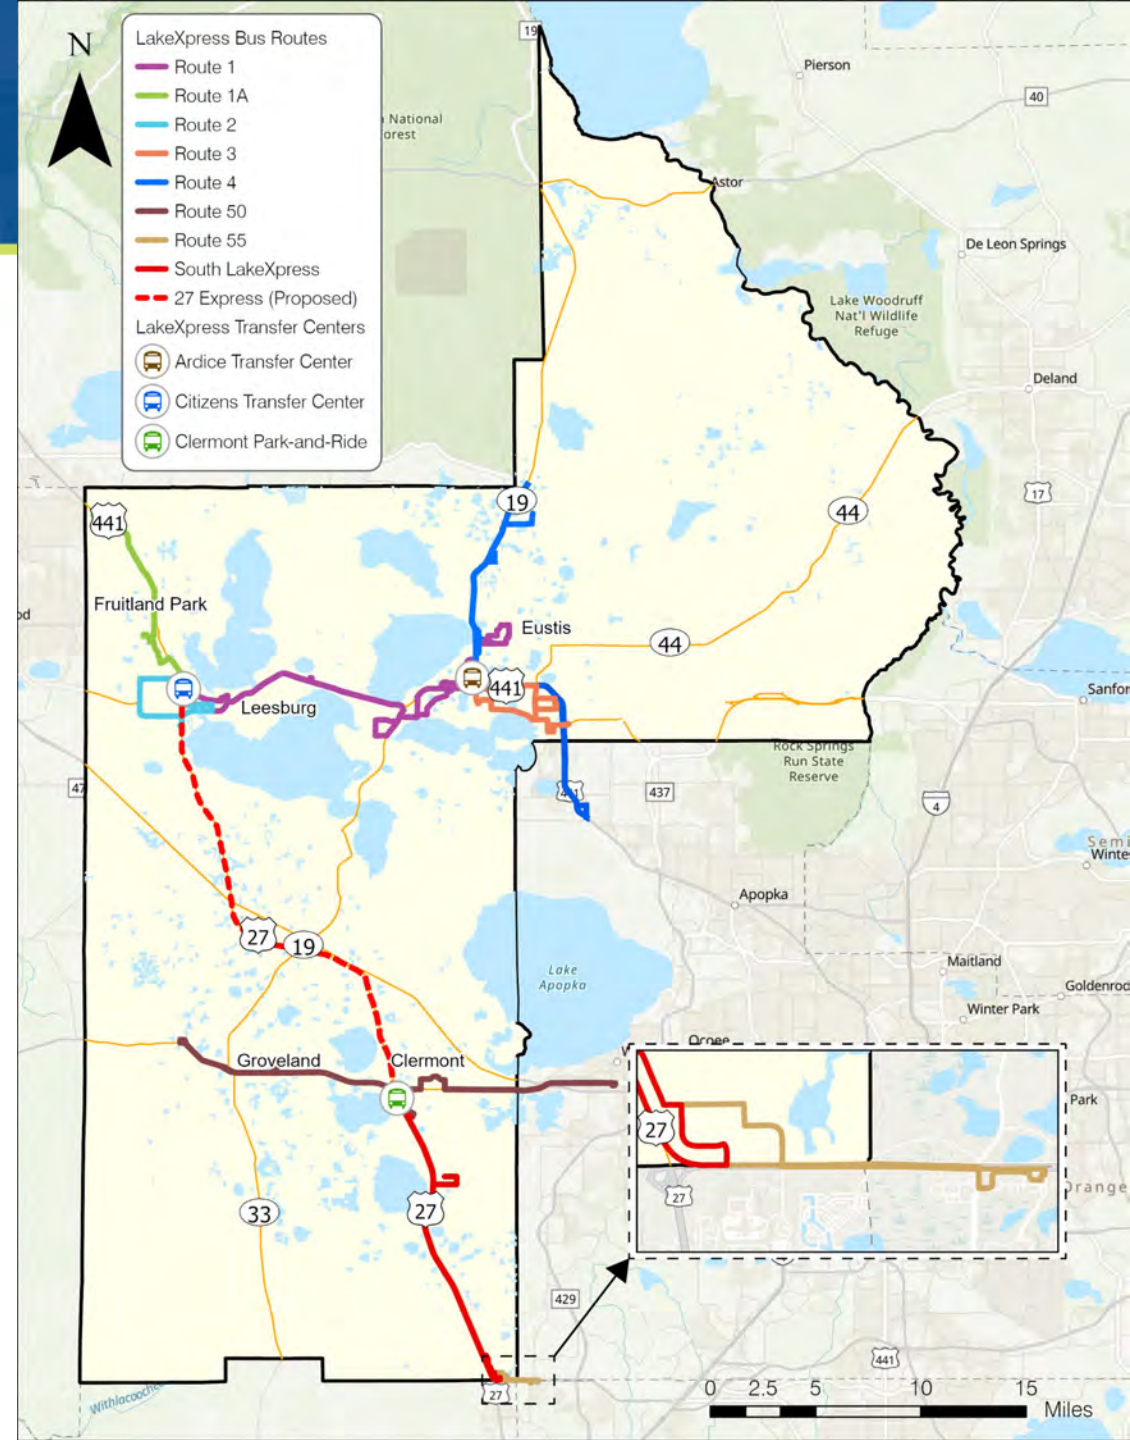 N
LakeXpress Bus Routes
Route 1
Route 1A
Route 2
Route 3
Route 4
Route 50
Route 55
South LakeXpress
27 Express (Proposed)
LakeXpress Transfer Centers
Ardice Transfer Center
Citizens Transfer Center
Clermont Park-and-Ride
National
19
Pierson
40
Astor
De Leon Springs
Lake Woodruff
Nat'l Wildlife
Refuge
Deland
17
441
19
44
Fruitland Park
Eustis
44
441
Leesburg
Sanfor
Rock Springs
Run State
Reserve
47
437
4
Semi
Winte
Apopka
27
19
Lake
Apopka
Maitland
Goldenrod
Winter Park
Ocoee
Groveland
Clermont
Park
27
27
Orange
33
27
429
441
27
Withlacoochee
0 2.5 5 10 15
Miles